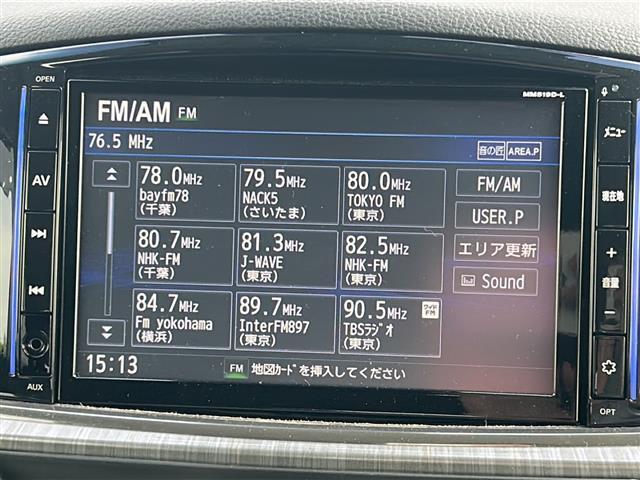 OPEN
MM519D-L
FM/AM FM
76.5 MHz
音の匠 AREA.P
AV
AUX
メニュー
現在地
+
音量
−
OPT
78.0MHz
bayfm78
(千葉)
79.5MHz
NACK5
(さいたま)
80.0MHz
TOKYO FM
(東京)
80.7MHz
NHK-FM
(千葉)
81.3MHz
J-WAVE
(東京)
82.5MHz
NHK-FM
(東京)
84.7MHz
Fm yokohama
(横浜)
89.7MHz
InterFM897
(東京)
90.5MHz
ワイドFM
TBSラジオ
(東京)
FM/AM
USER.P
エリア更新
Sound
15:13
FM 地図カードを挿入してください